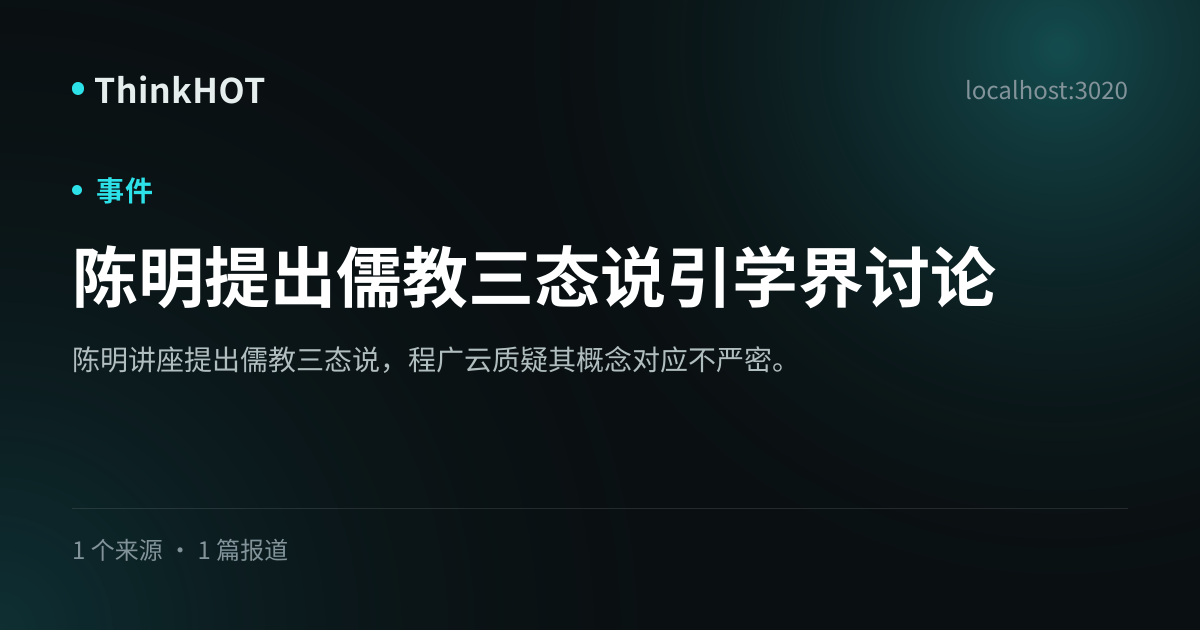 ThinkHOT
localhost:3020
事件
陈明提出儒教三态说引学界讨论
陈明讲座提出儒教三态说，程广云质疑其概念对应不严密。
1 个来源 · 1 篇报道